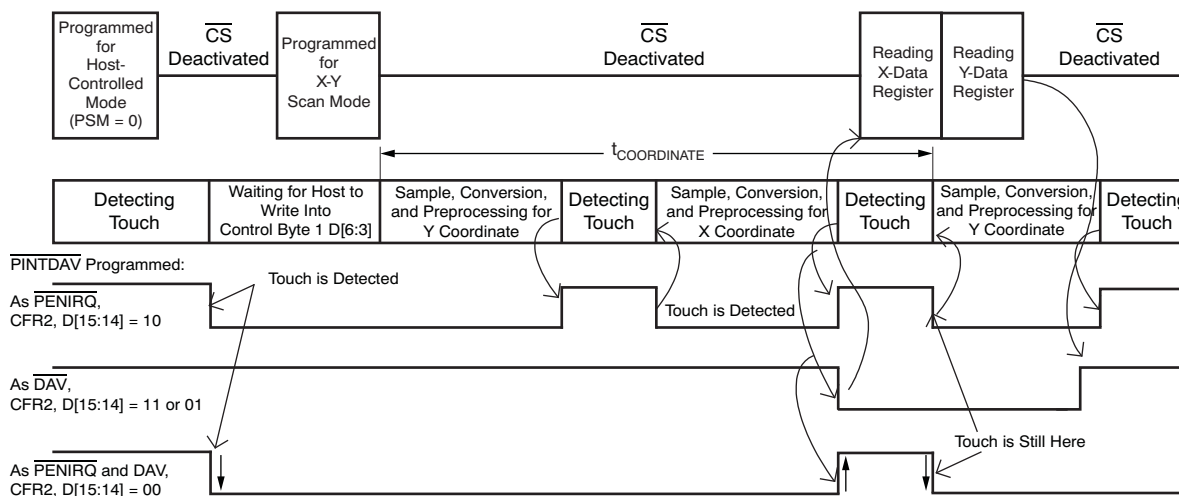 Programmed
for
Host-
Controlled
Mode
(PSM = 0)
CS
Deactivated
Programmed
for
X-Y
Scan Mode
CS
Deactivated
Reading
X-Data
Register
Reading
Y-Data
Register
CS
Deactivated
tCOORDINATE
Detecting
Touch
Waiting for Host to
Write Into
Control Byte 1 D[6:3]
Sample, Conversion,
and Preprocessing for
Y Coordinate
Detecting
Touch
Sample, Conversion,
and Preprocessing for
X Coordinate
Detecting
Touch
Sample, Conversion,
and Preprocessing for
Y Coordinate
Detecting
Touch
PINTDAV Programmed:
Touch is Detected
As PENIRQ,
CFR2, D[15:14] = 10
Touch is Detected
As DAV,
CFR2, D[15:14] = 11 or 01
Touch is Still Here
As PENIRQ and DAV,
CFR2, D[15:14] = 00